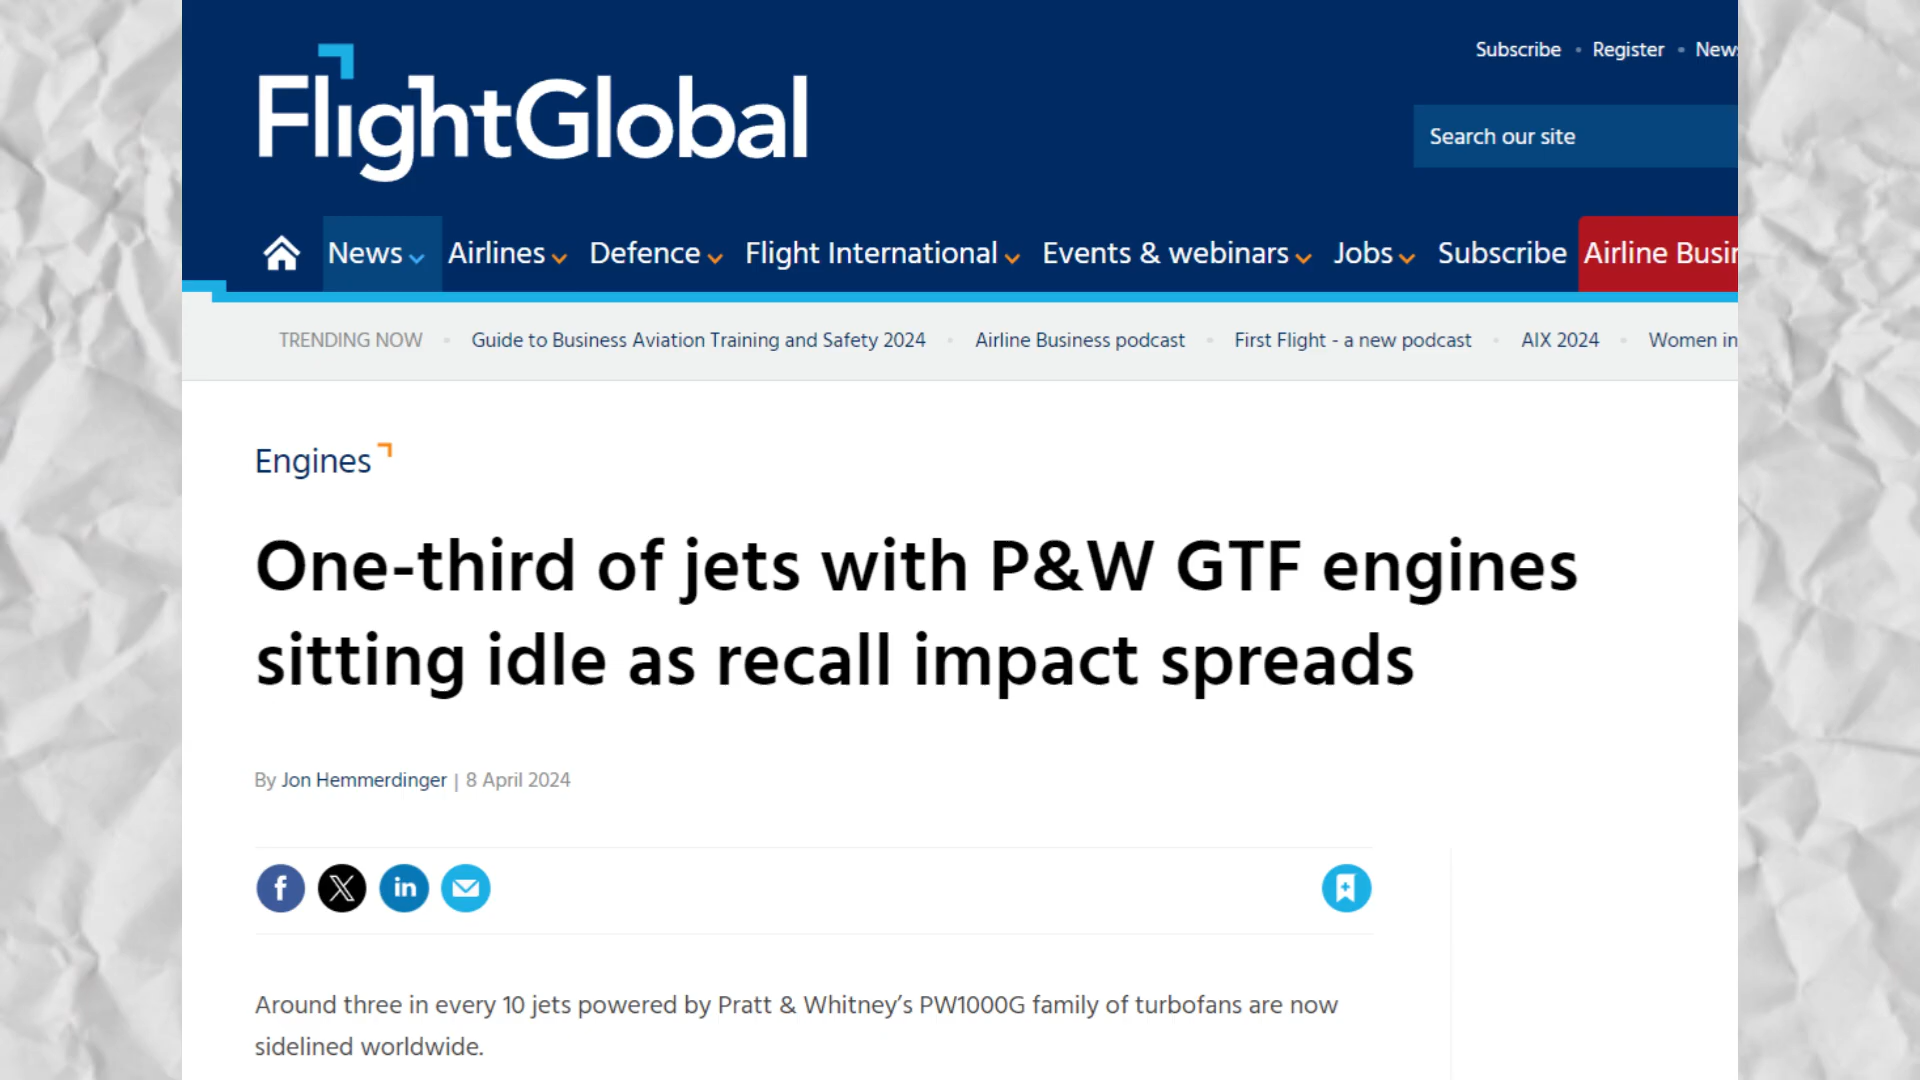 FlightGlobal
Subscribe • Register • News
Search our site
News Airlines Defence Flight International Events & webinars Jobs Subscribe Airline Busi
TRENDING NOW • Guide to Business Aviation Training and Safety 2024 • Airline Business podcast • First Flight - a new podcast • AIX 2024 • Women in
Engines
One-third of jets with P&W GTF engines
sitting idle as recall impact spreads
By Jon Hemmerdinger | 8 April 2024
Around three in every 10 jets powered by Pratt & Whitney’s PW1000G family of turbofans are now
sidelined worldwide.